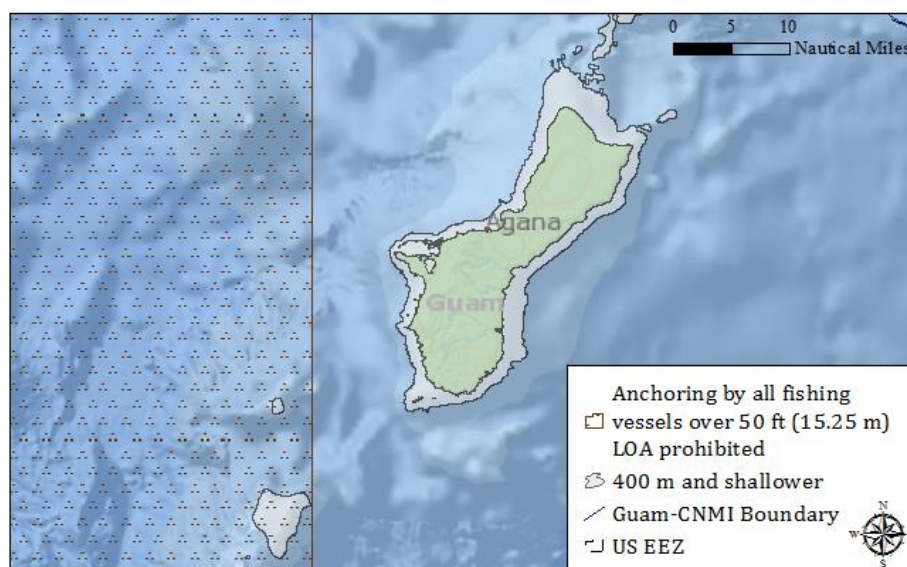 0 5 10
Nautical Miles
Agana
Guam
Anchoring by all fishing
vessels over 50 ft (15.25 m)
LOA prohibited
400 m and shallower
Guam-CNMI Boundary
US EEZ
N
W E
S